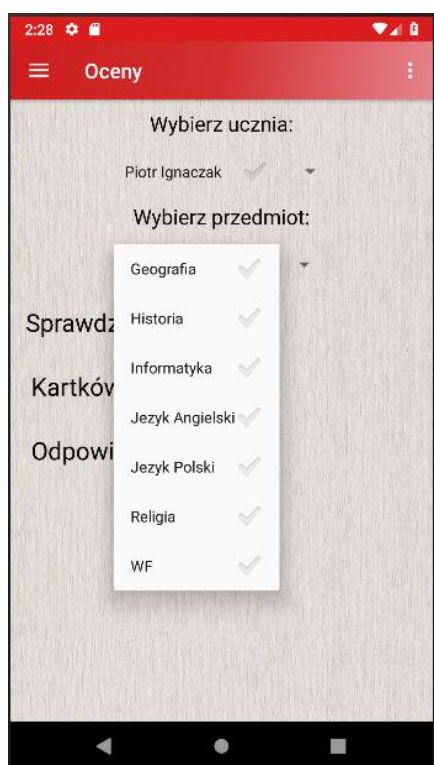 2:28
Oceny
Wybierz ucznia:
Piotr Ignaczak
Wybierz przedmiot:
Geografia
Historia
Informatyka
Jezyk Angielski
Jezyk Polski
Religia
WF
Sprawdz
Kartków
Odpowi